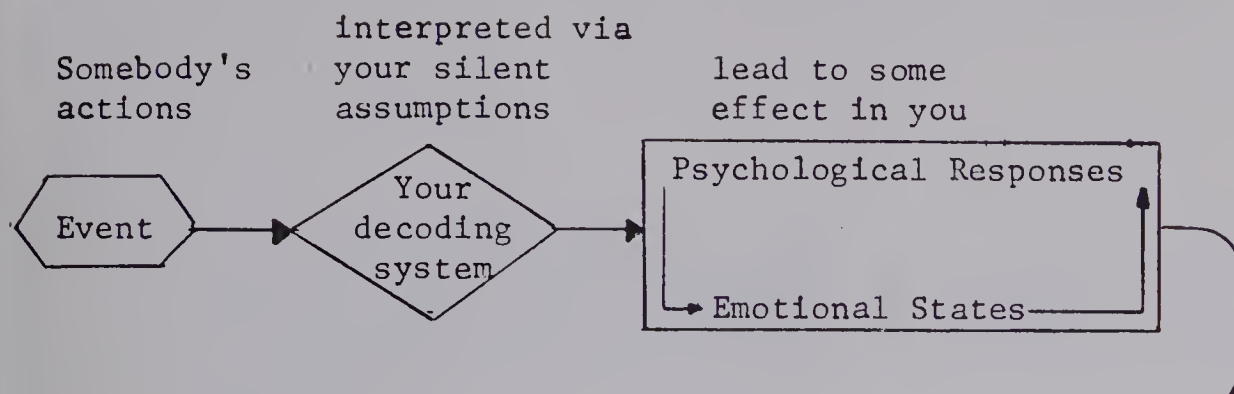 Somebody's
actions
interpreted via
your silent
assumptions
lead to some
effect in you
Event
Your
decoding
system
Psychological Responses
Emotional States